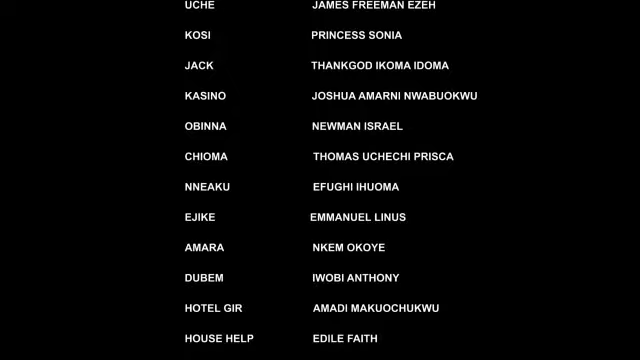 UCHE JAMES FREEMAN EZEH
KOSI PRINCESS SONIA
JACK THANKGOD IKOMA IDOMA
KASINO JOSHUA AMARNI NWABUOKWU
OBINNA NEWMAN ISRAEL
CHIOMA THOMAS UCHECHI PRISCA
NNEAKU EFUGHI IHUOMA
EJIKE EMMANUEL LINUS
AMARA NKEM OKOYE
DUBEM IWOBI ANTHONY
HOTEL GIR AMADI MAKUOCHUKWU
HOUSE HELP EDILE FAITH